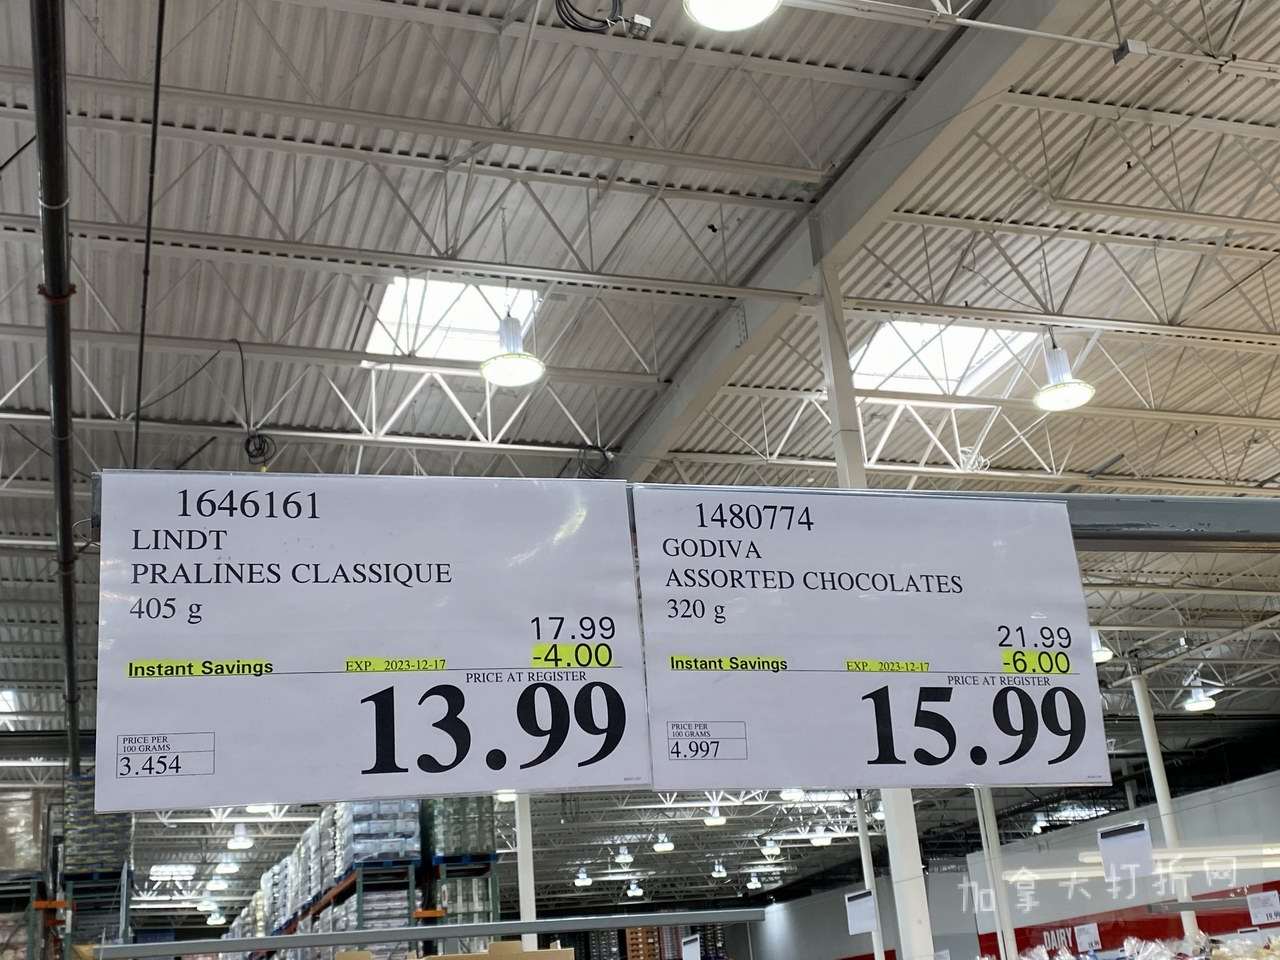 1646161
LINDT
PRALINES CLASSIQUE
405 g
17.99
Instant Savings EXP. 2023-12-17 -4.00
PRICE AT REGISTER
13.99
PRICE PER
100 GRAMS
3.454
1480774
GODIVA
ASSORTED CHOCOLATES
320 g
21.99
Instant Savings EXP. 2023-12-17 -6.00
PRICE AT REGISTER
15.99
PRICE PER
100 GRAMS
4.997
加拿大打折网
DAIRY